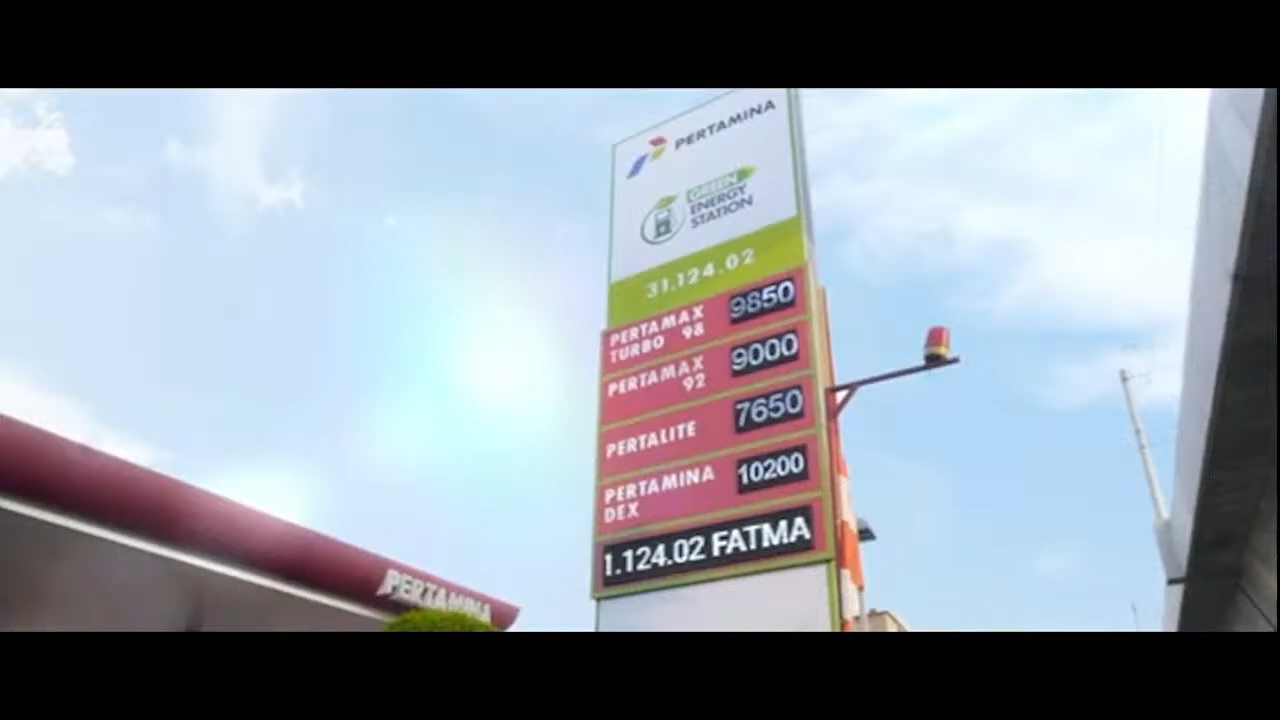 PERTAMINA
GREEN
ENERGY
STATION
31.124.02
PERTAMAX
TURBO 98
9850
PERTAMAX
92
9000
PERTALITE
7650
PERTAMINA
DEX
10200
1.124.02 FATMA
PERTAMINA